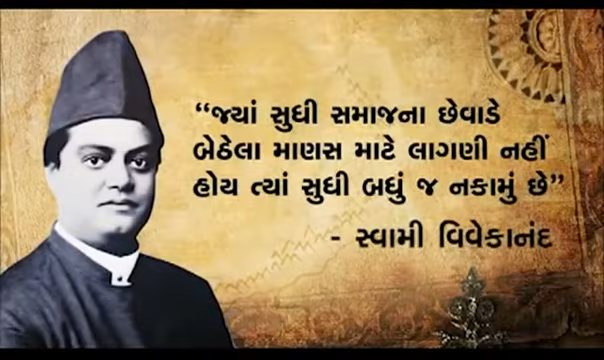 “જ્યાં સુધી સમાજના છેવાડે
બેઠેલા માણસ માટે લાગણી નહીં
હોય ત્યાં સુધી બધું જ નકામું છે”
- સ્વામી વિવેકાનંદ